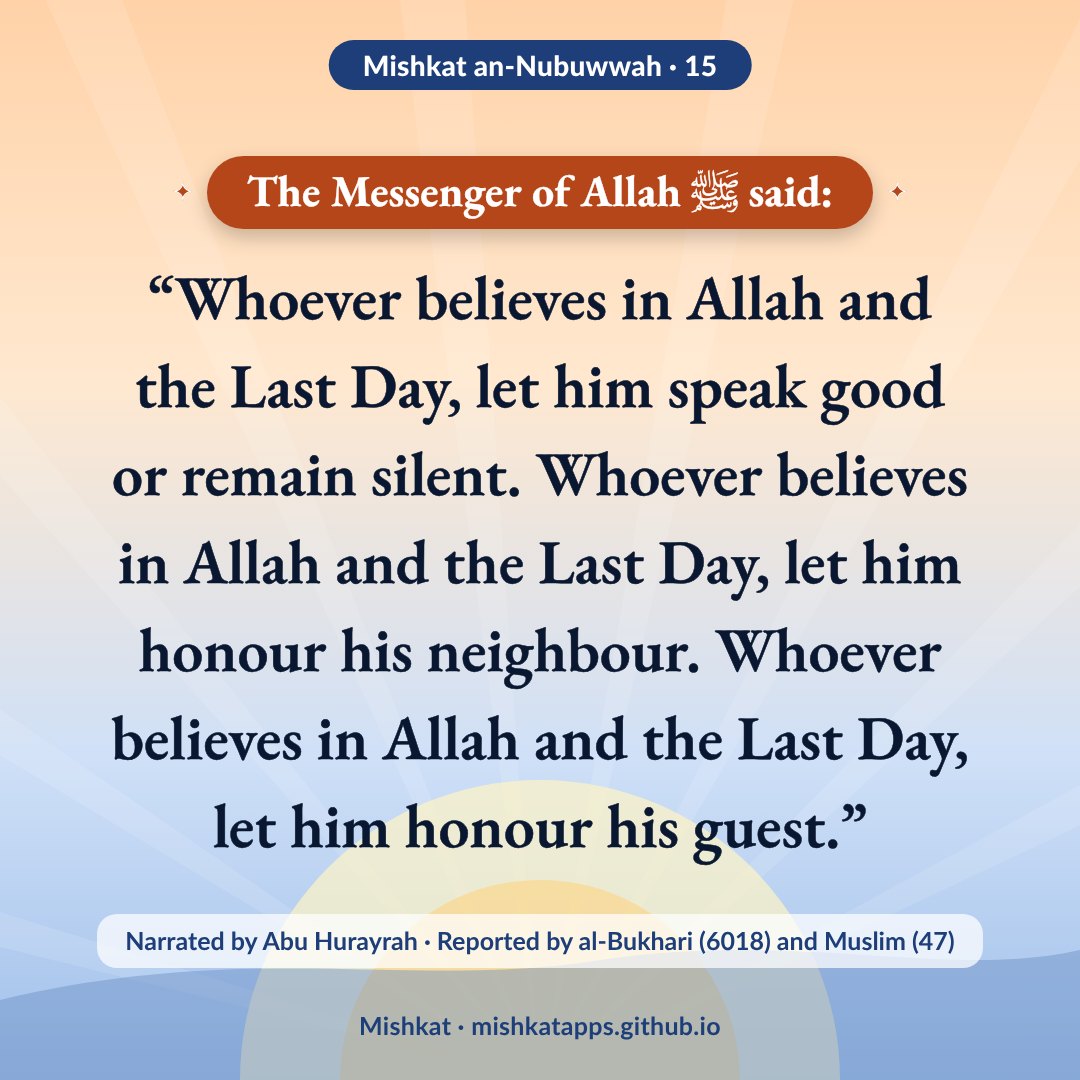 Mishkat an-Nubuwwah · 15
The Messenger of Allah ﷺ said:
“Whoever believes in Allah and
the Last Day, let him speak good
or remain silent. Whoever believes
in Allah and the Last Day, let him
honour his neighbour. Whoever
believes in Allah and the Last Day,
let him honour his guest.”
Narrated by Abu Hurayrah · Reported by al-Bukhari (6018) and Muslim (47)
Mishkat · mishkatapps.github.io